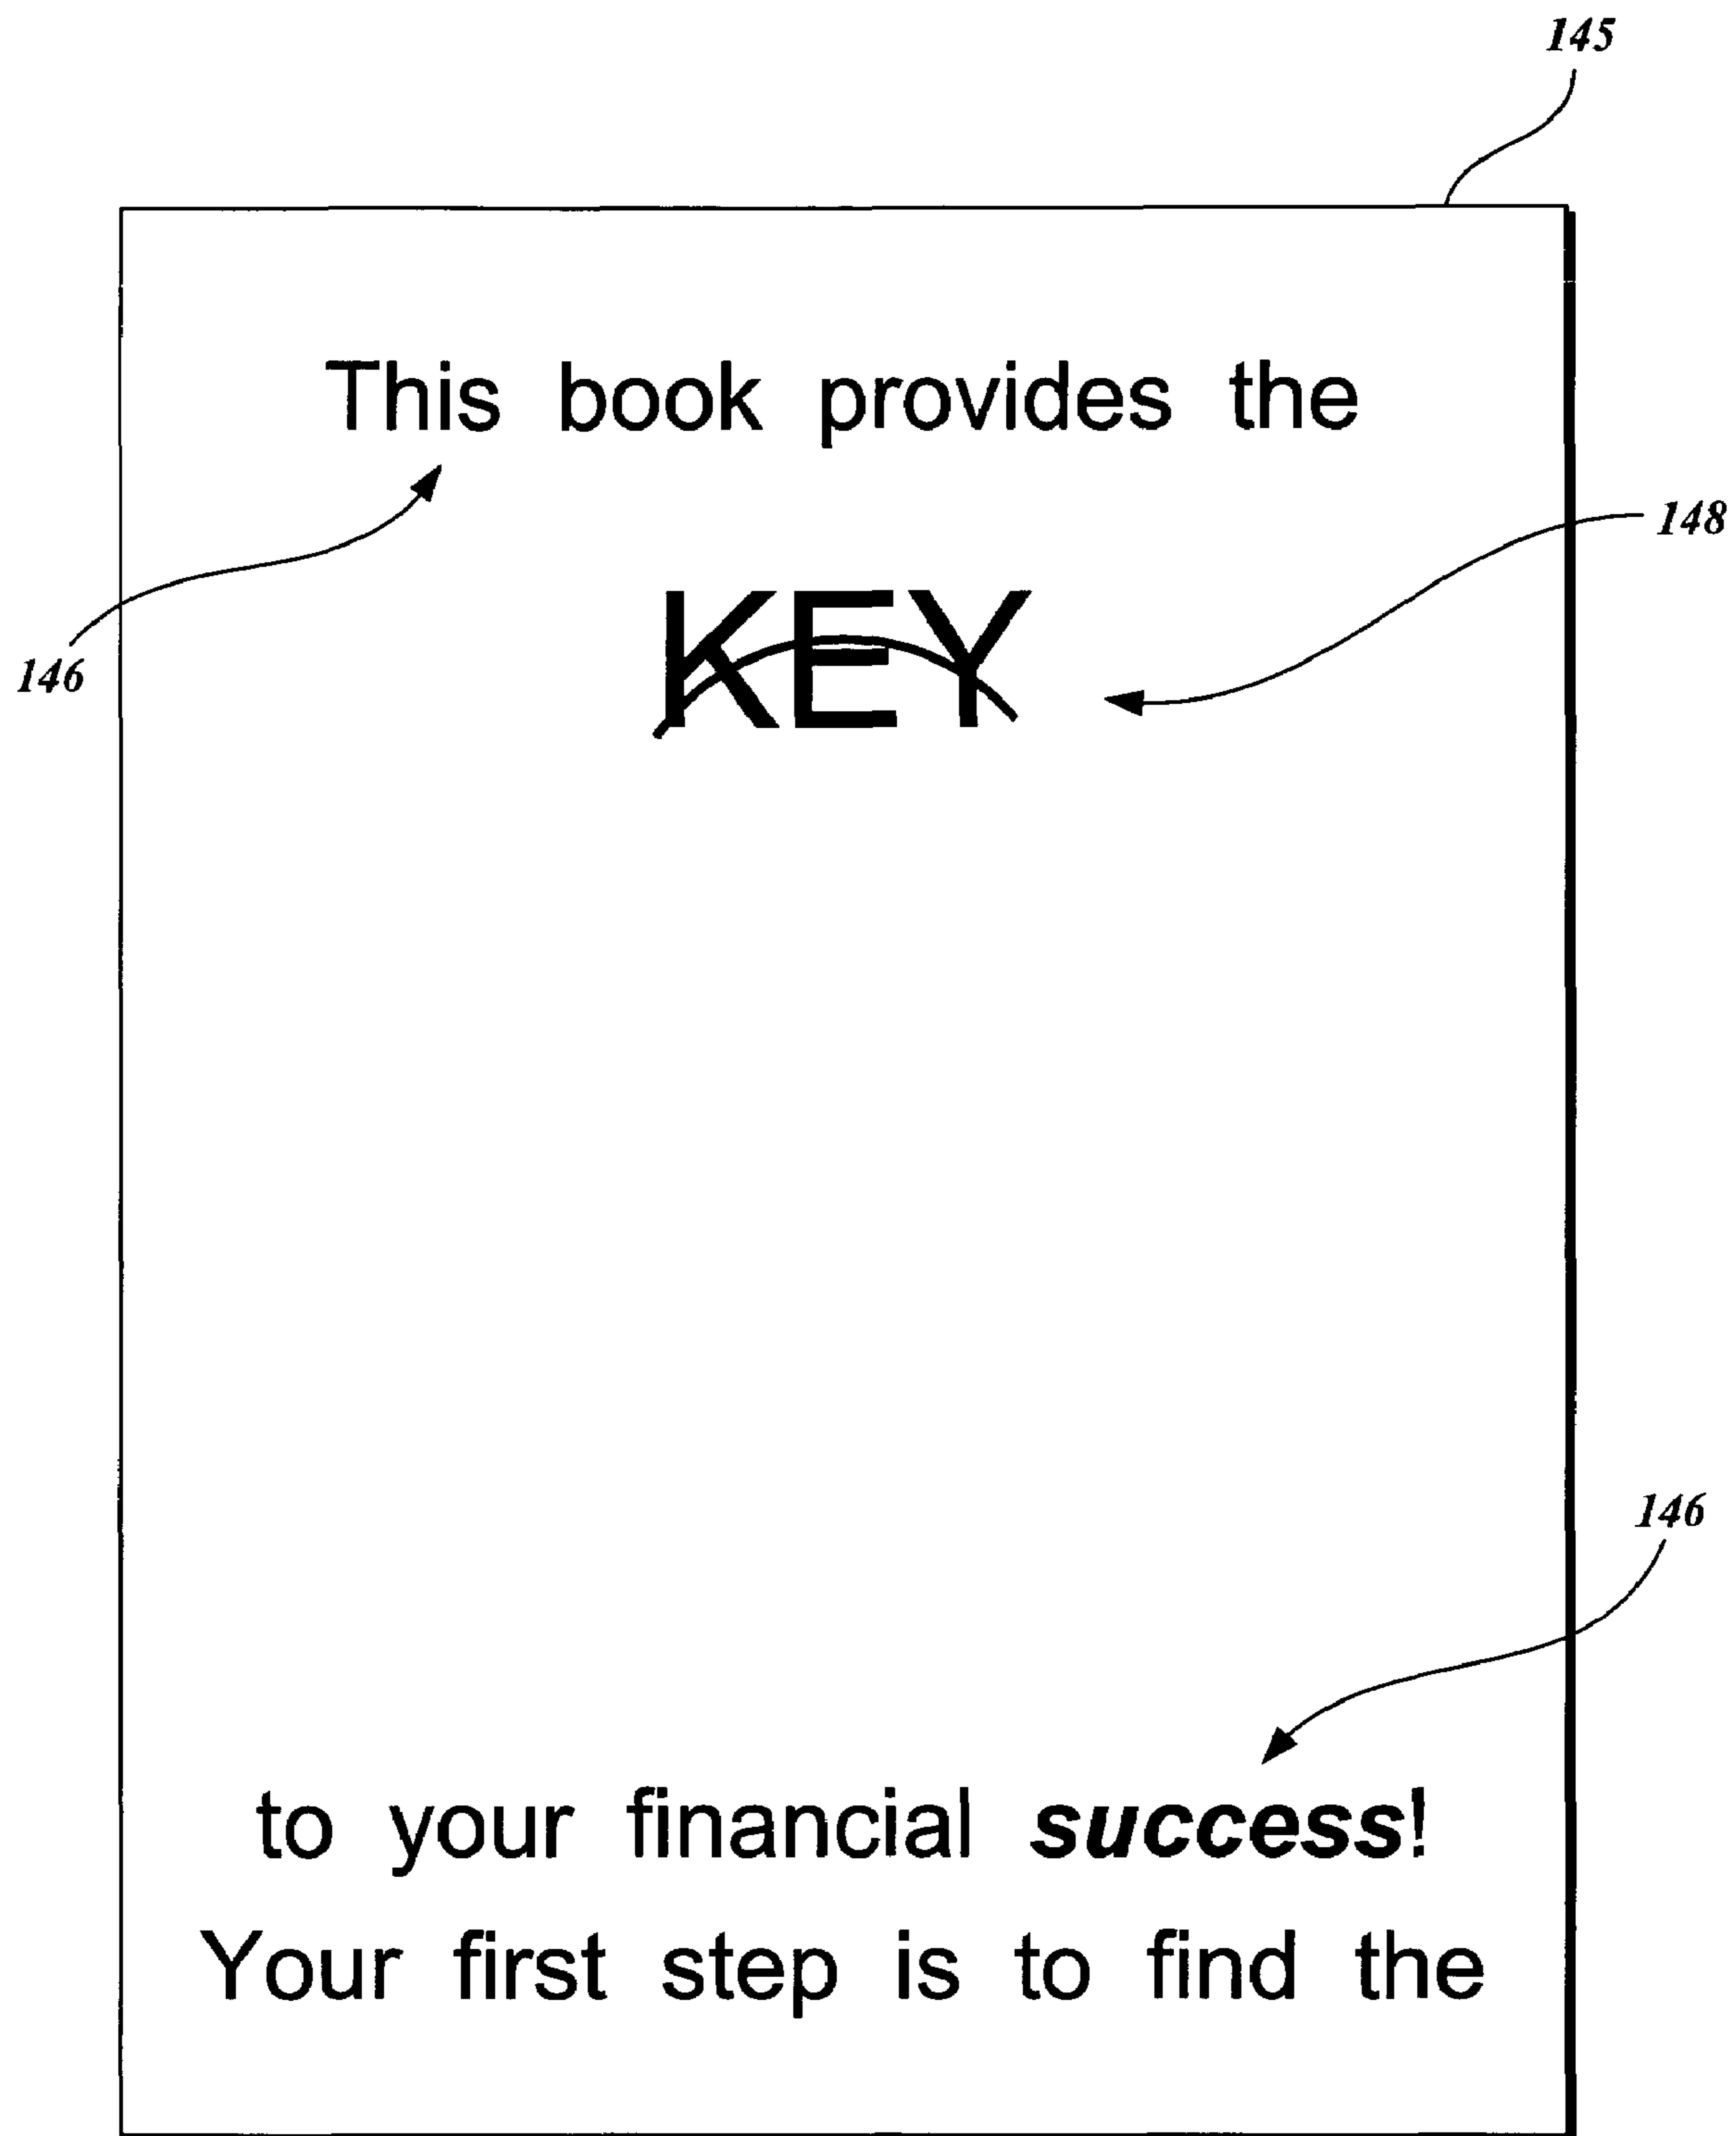 145
This book provides the
148
KEY
146
146
to your financial success!
Your first step is to find the